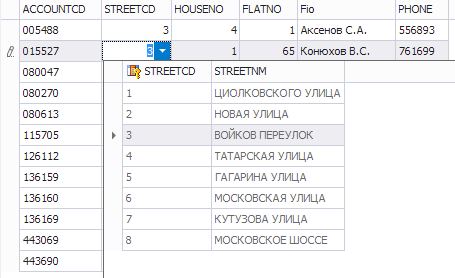 ACCOUNTCD STREETCD HOUSENO FLATNO Fio PHONE
005488 3 4 1 Аксенов С.А. 556893
015527 3 1 65 Конюхов В.С. 761699
080047 STREETCD STREETNM
080270 1 ЦИОЛКОВСКОГО УЛИЦА
080613 2 НОВАЯ УЛИЦА
115705 3 ВОЙКОВ ПЕРЕУЛОК
126112 4 ТАТАРСКАЯ УЛИЦА
136159 5 ГАГАРИНА УЛИЦА
136160 6 МОСКОВСКАЯ УЛИЦА
136169 7 КУТУЗОВА УЛИЦА
443069 8 МОСКОВСКОЕ ШОССЕ
443690